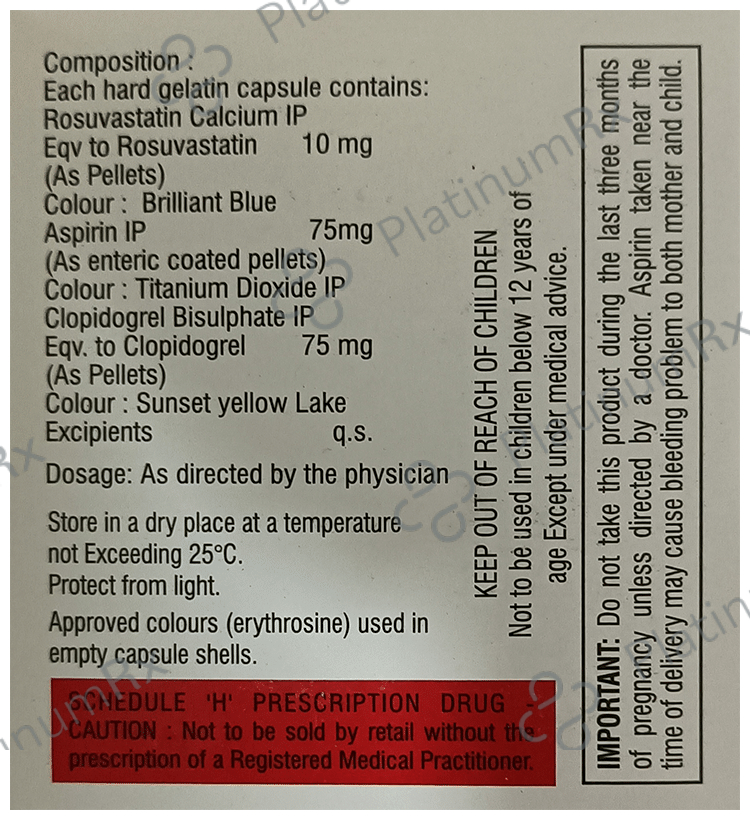 Composition :
Each hard gelatin capsule contains:
Rosuvastatin Calcium IP
Eqv to Rosuvastatin 10 mg
(As Pellets)
Colour : Brilliant Blue
Aspirin IP 75mg
(As enteric coated pellets)
Colour : Titanium Dioxide IP
Clopidogrel Bisulphate IP
Eqv. to Clopidogrel 75 mg
(As Pellets)
Colour : Sunset yellow Lake
Excipients q.s.
Dosage: As directed by the physician
Store in a dry place at a temperature
not Exceeding 25°C.
Protect from light.
Approved colours (erythrosine) used in
empty capsule shells.
SCHEDULE 'H' PRESCRIPTION DRUG -
CAUTION : Not to be sold by retail without the
prescription of a Registered Medical Practitioner.
KEEP OUT OF REACH OF CHILDREN
Not to be used in children below 12 years of
age Except under medical advice.
IMPORTANT: Do not take this product during the last three months
of pregnancy unless directed by a doctor. Aspirin taken near the
time of delivery may cause bleeding problem to both mother and child.
PlatinumRx
PlatinumRx
PlatinumRx
Rx
inumRx
Platin